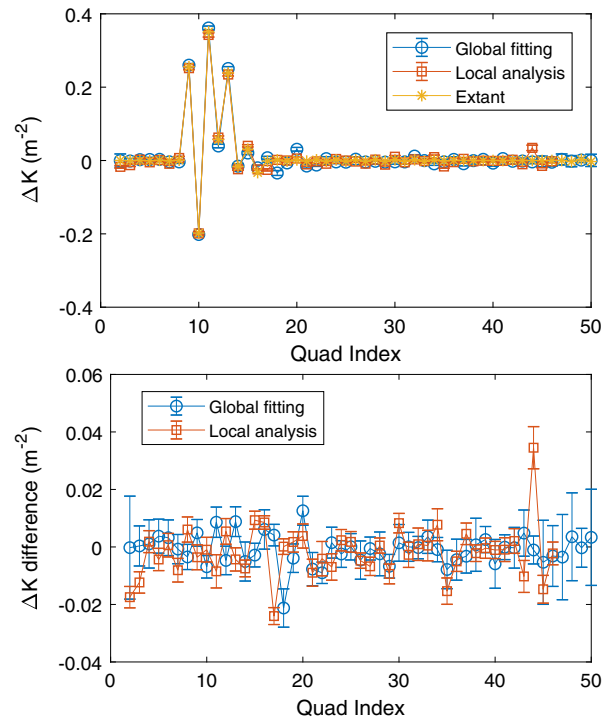 0.4
0.2
0
-0.2
-0.4
ΔK (m⁻²)
Global fitting
Local analysis
Extant
0 10 20 30 40 50
Quad Index
0.06
0.04
0.02
0
-0.02
-0.04
ΔK difference (m⁻²)
Global fitting
Local analysis
0 10 20 30 40 50
Quad Index